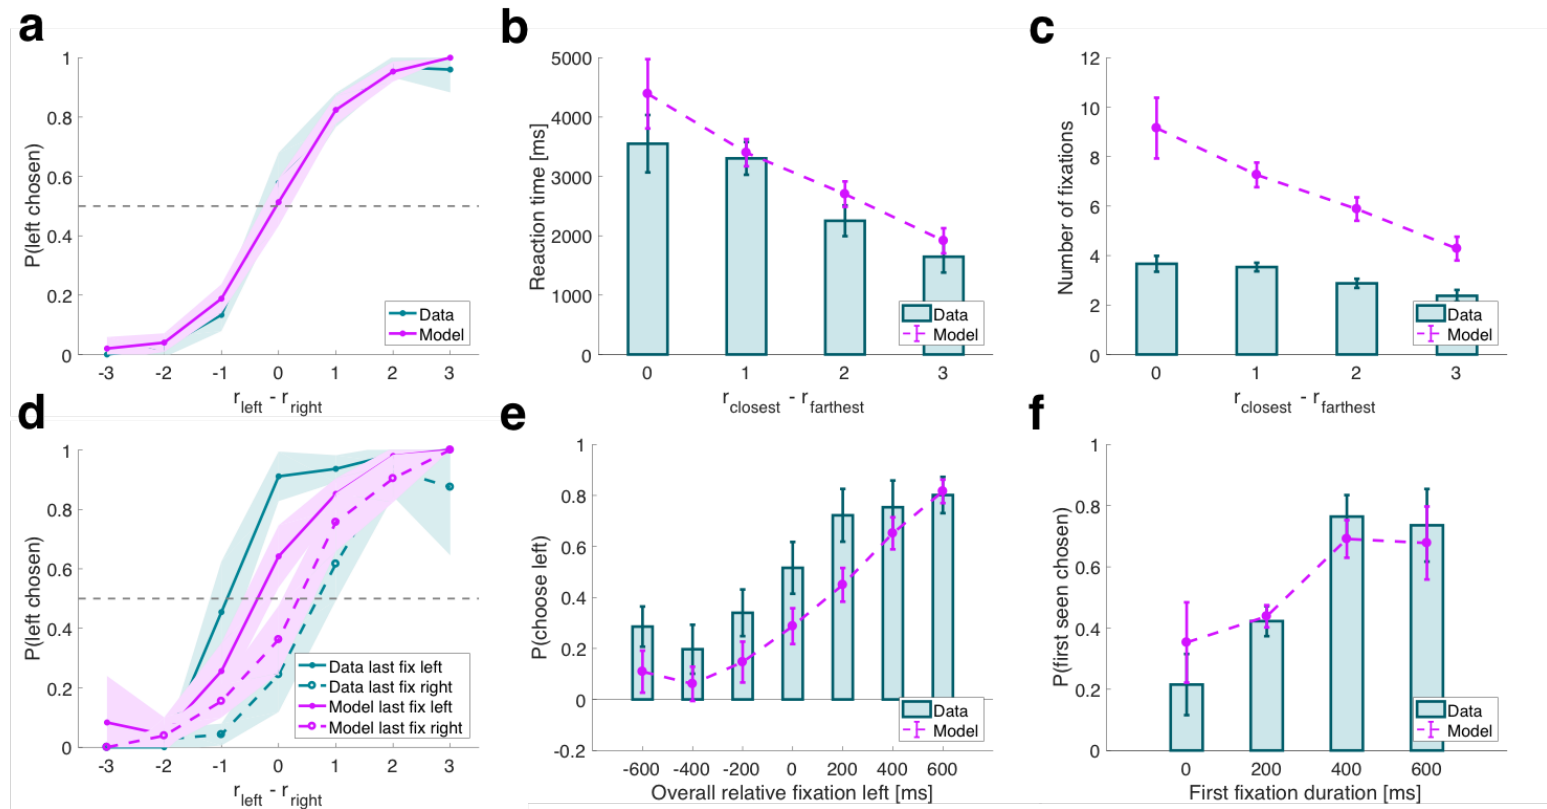 a
P(left chosen)
1
0.8
0.6
0.4
0.2
0
-3 -2 -1 0 1 2 3
r_left - r_right
Data
Model
b
Reaction time [ms]
5000
4000
3000
2000
1000
0
0 1 2 3
r_closest - r_farthest
Data
Model
c
Number of fixations
12
10
8
6
4
2
0
0 1 2 3
r_closest - r_farthest
Data
Model
d
P(left chosen)
1
0.8
0.6
0.4
0.2
0
-3 -2 -1 0 1 2 3
r_left - r_right
Data last fix left
Data last fix right
Model last fix left
Model last fix right
e
P(choose left)
1
0.8
0.6
0.4
0.2
0
-0.2
-600 -400 -200 0 200 400 600
Overall relative fixation left [ms]
Data
Model
f
P(first seen chosen)
1
0.8
0.6
0.4
0.2
0
0 200 400 600
First fixation duration [ms]
Data
Model